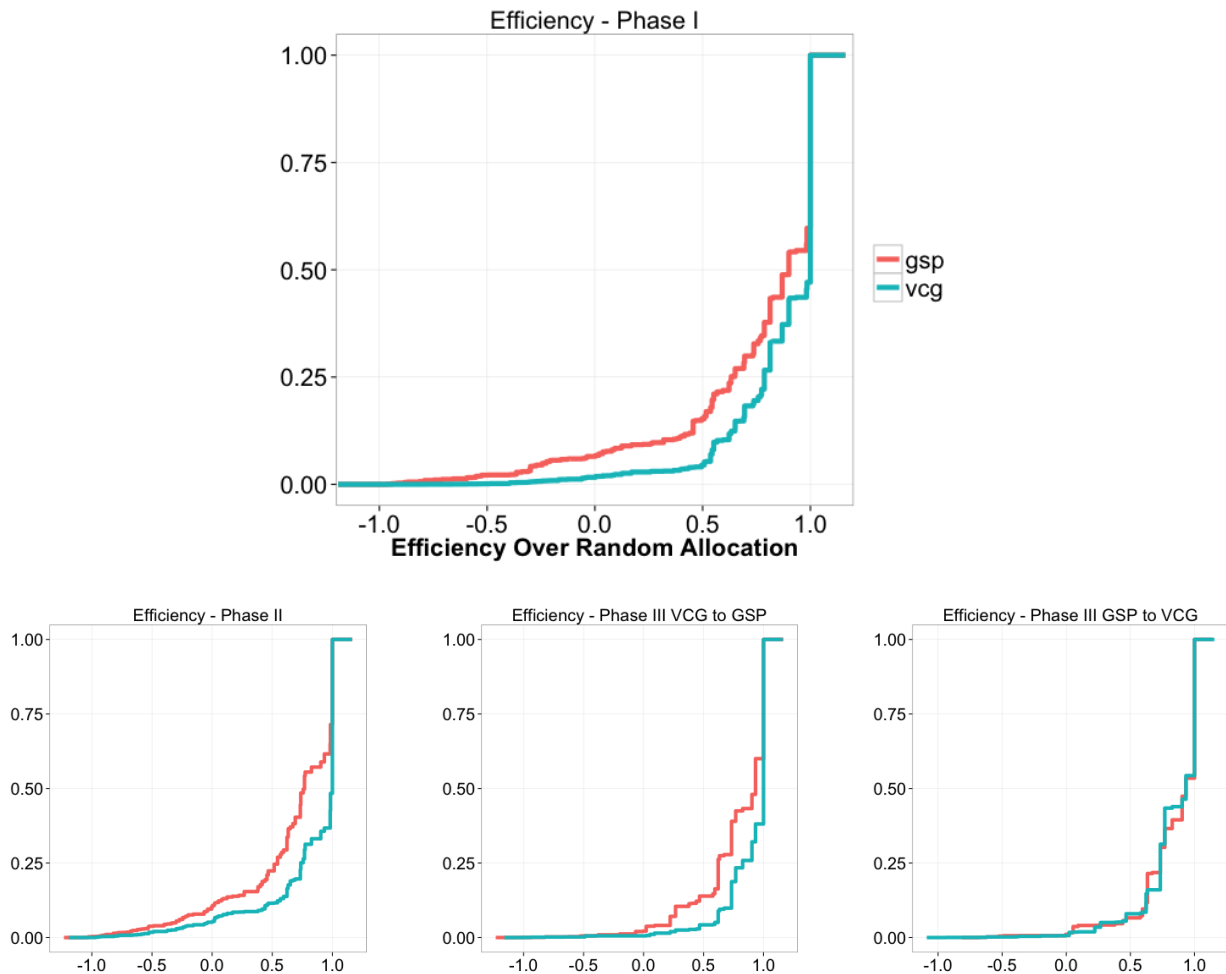 Efficiency - Phase I
1.00
0.75
0.50
0.25
0.00
-1.0 -0.5 0.0 0.5 1.0
Efficiency Over Random Allocation
gsp
vcg
Efficiency - Phase II
1.00
0.75
0.50
0.25
0.00
-1.0 -0.5 0.0 0.5 1.0
Efficiency - Phase III VCG to GSP
1.00
0.75
0.50
0.25
0.00
-1.0 -0.5 0.0 0.5 1.0
Efficiency - Phase III GSP to VCG
1.00
0.75
0.50
0.25
0.00
-1.0 -0.5 0.0 0.5 1.0